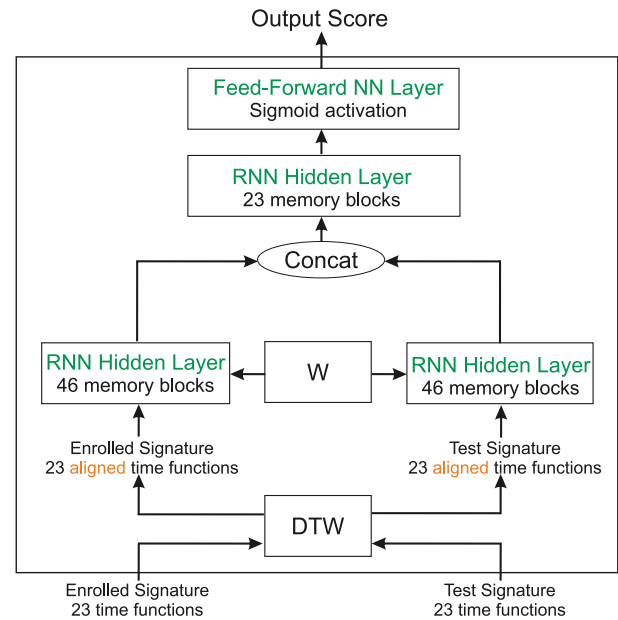 Output Score
Feed-Forward NN Layer
Sigmoid activation
RNN Hidden Layer
23 memory blocks
Concat
RNN Hidden Layer
46 memory blocks
W
RNN Hidden Layer
46 memory blocks
Enrolled Signature
23 aligned time functions
Test Signature
23 aligned time functions
DTW
Enrolled Signature
23 time functions
Test Signature
23 time functions